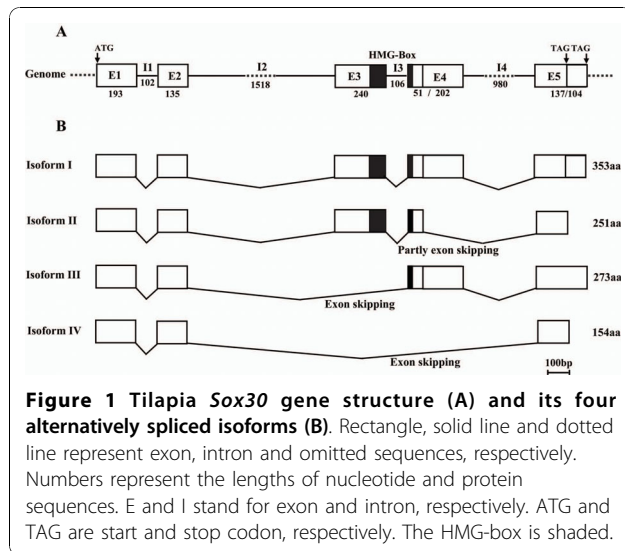 A
ATG
HMG-Box
TAG TAG
Genome
E1
I1
E2
I2
E3
I3
E4
I4
E5
193
102
135
1518
240
106
51 / 202
980
137/104
B
Isoform I
353aa
Isoform II
251aa
Partly exon skipping
Isoform III
273aa
Exon skipping
Isoform IV
154aa
Exon skipping
100bp
Figure 1 Tilapia Sox30 gene structure (A) and its four
alternatively spliced isoforms (B). Rectangle, solid line and dotted
line represent exon, intron and omitted sequences, respectively.
Numbers represent the lengths of nucleotide and protein
sequences. E and I stand for exon and intron, respectively. ATG and
TAG are start and stop codon, respectively. The HMG-box is shaded.